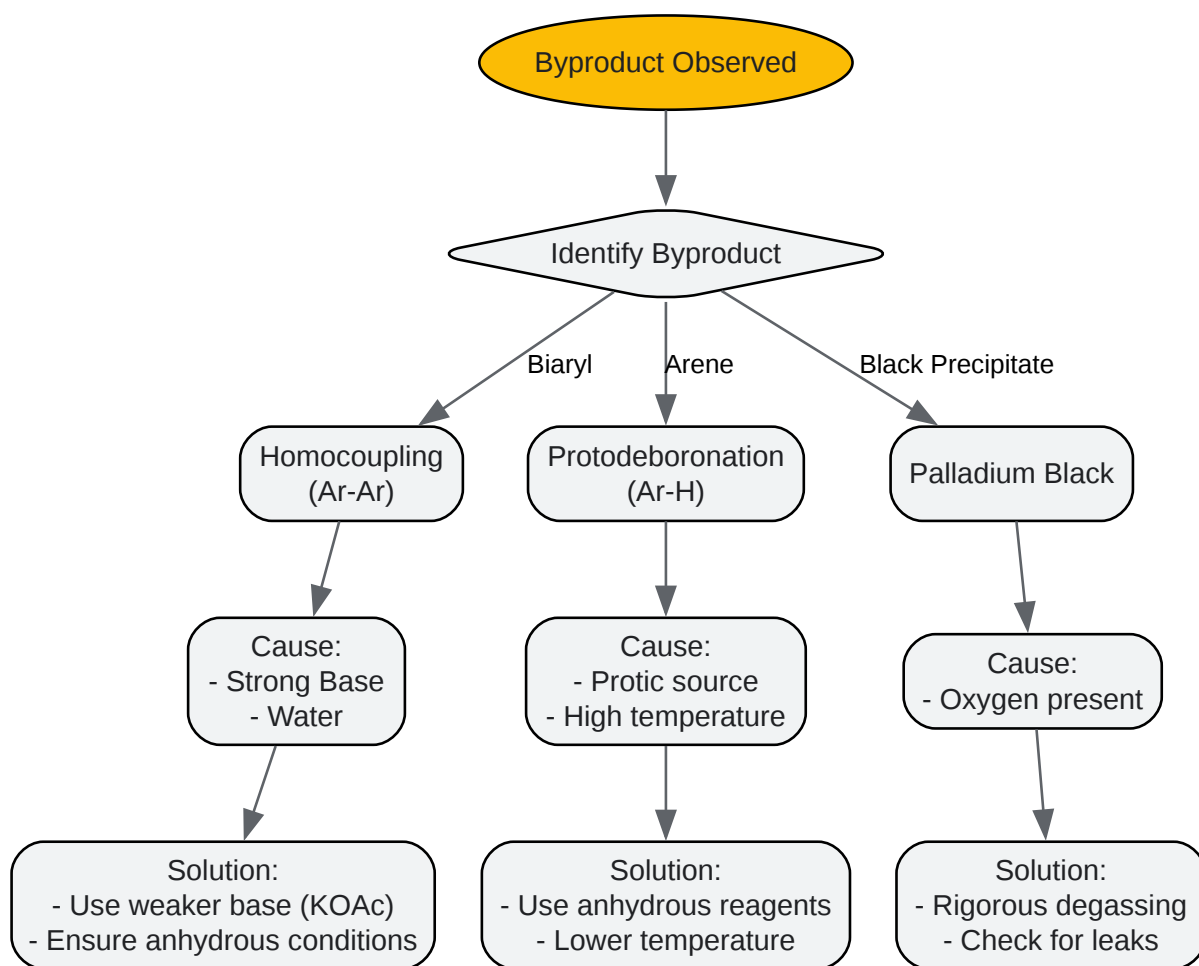 Byproduct Observed
Identify Byproduct
Biaryl
Arene
Black Precipitate
Homocoupling
(Ar-Ar)
Protodeboronation
(Ar-H)
Palladium Black
Cause:
- Strong Base
- Water
Cause:
- Protic source
- High temperature
Cause:
- Oxygen present
Solution:
- Use weaker base (KOAc)
- Ensure anhydrous conditions
Solution:
- Use anhydrous reagents
- Lower temperature
Solution:
- Rigorous degassing
- Check for leaks